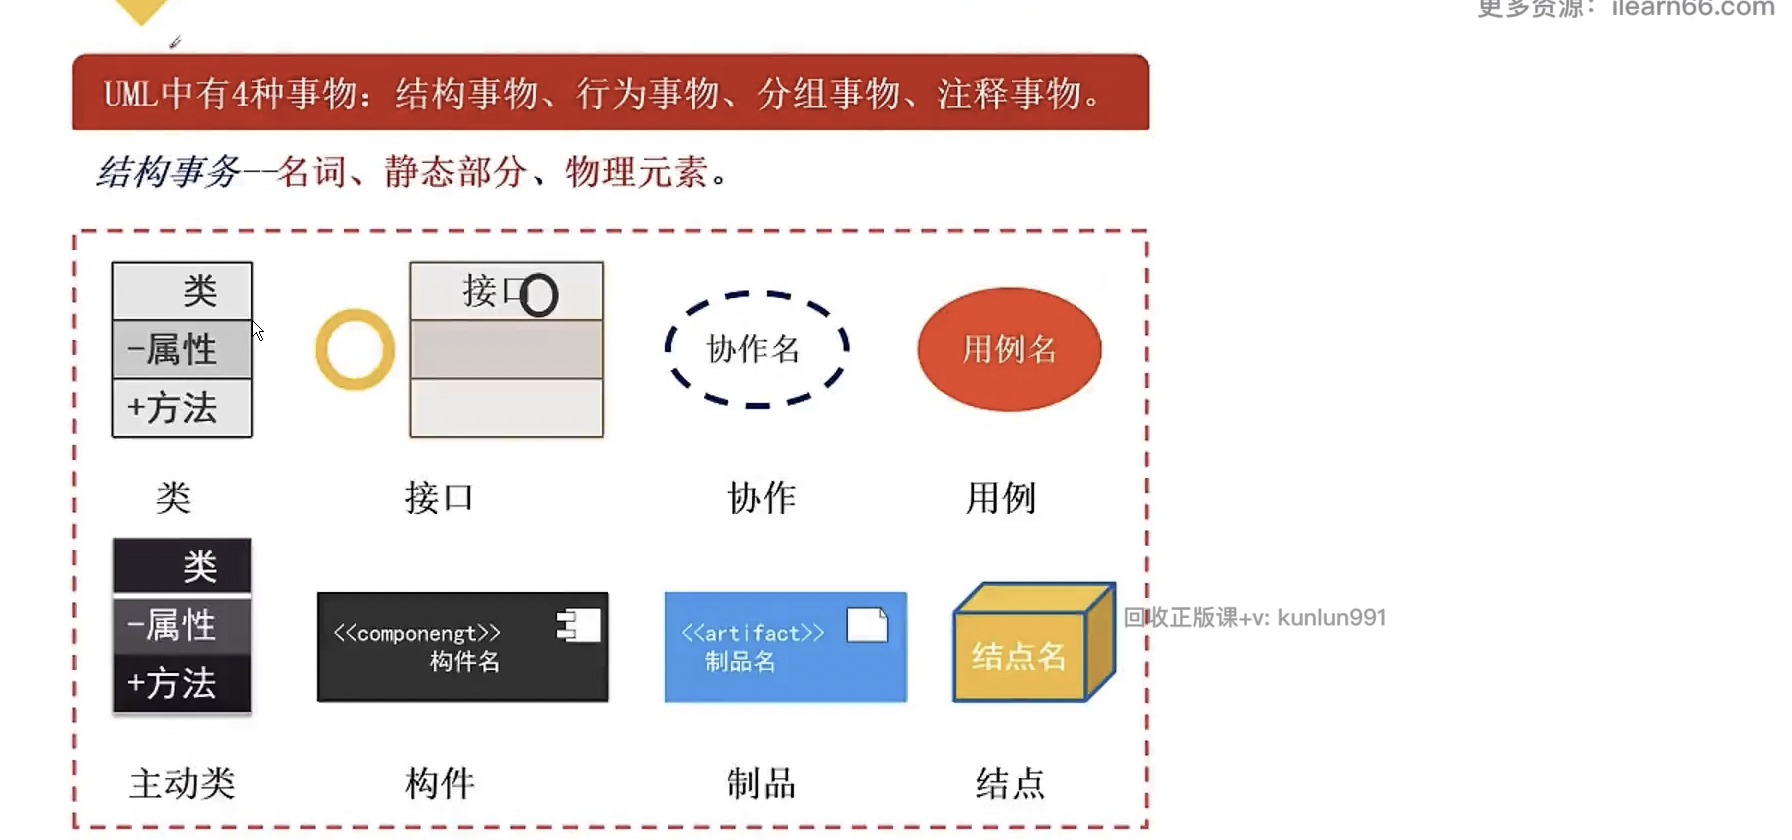 更多资源：ilearn66.com
UML中有4种事物：结构事物、行为事物、分组事物、注释事物。
结构事务--名词、静态部分、物理元素。
类
-属性
+方法
接口
协作名
用例名
类
接口
协作
用例
类
-属性
+方法
<<componengt>>
构件名
<<artifact>>
制品名
结点名
回收正版课+v: kunlun991
主动类
构件
制品
结点